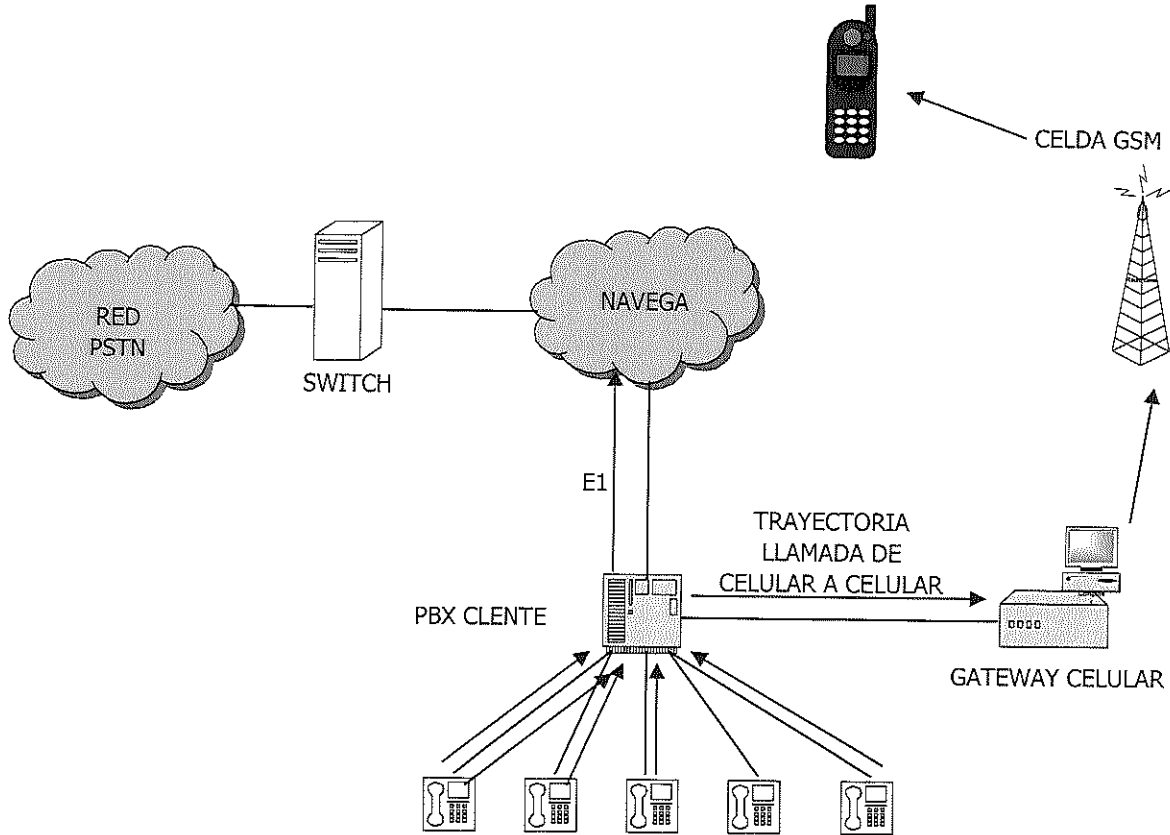 CELDA GSM
RED
PSTN
SWITCH
NAVEGA
E1
TRAYECTORIA
LLAMADA DE
CELULAR A CELULAR
PBX CLENTE
GATEWAY CELULAR